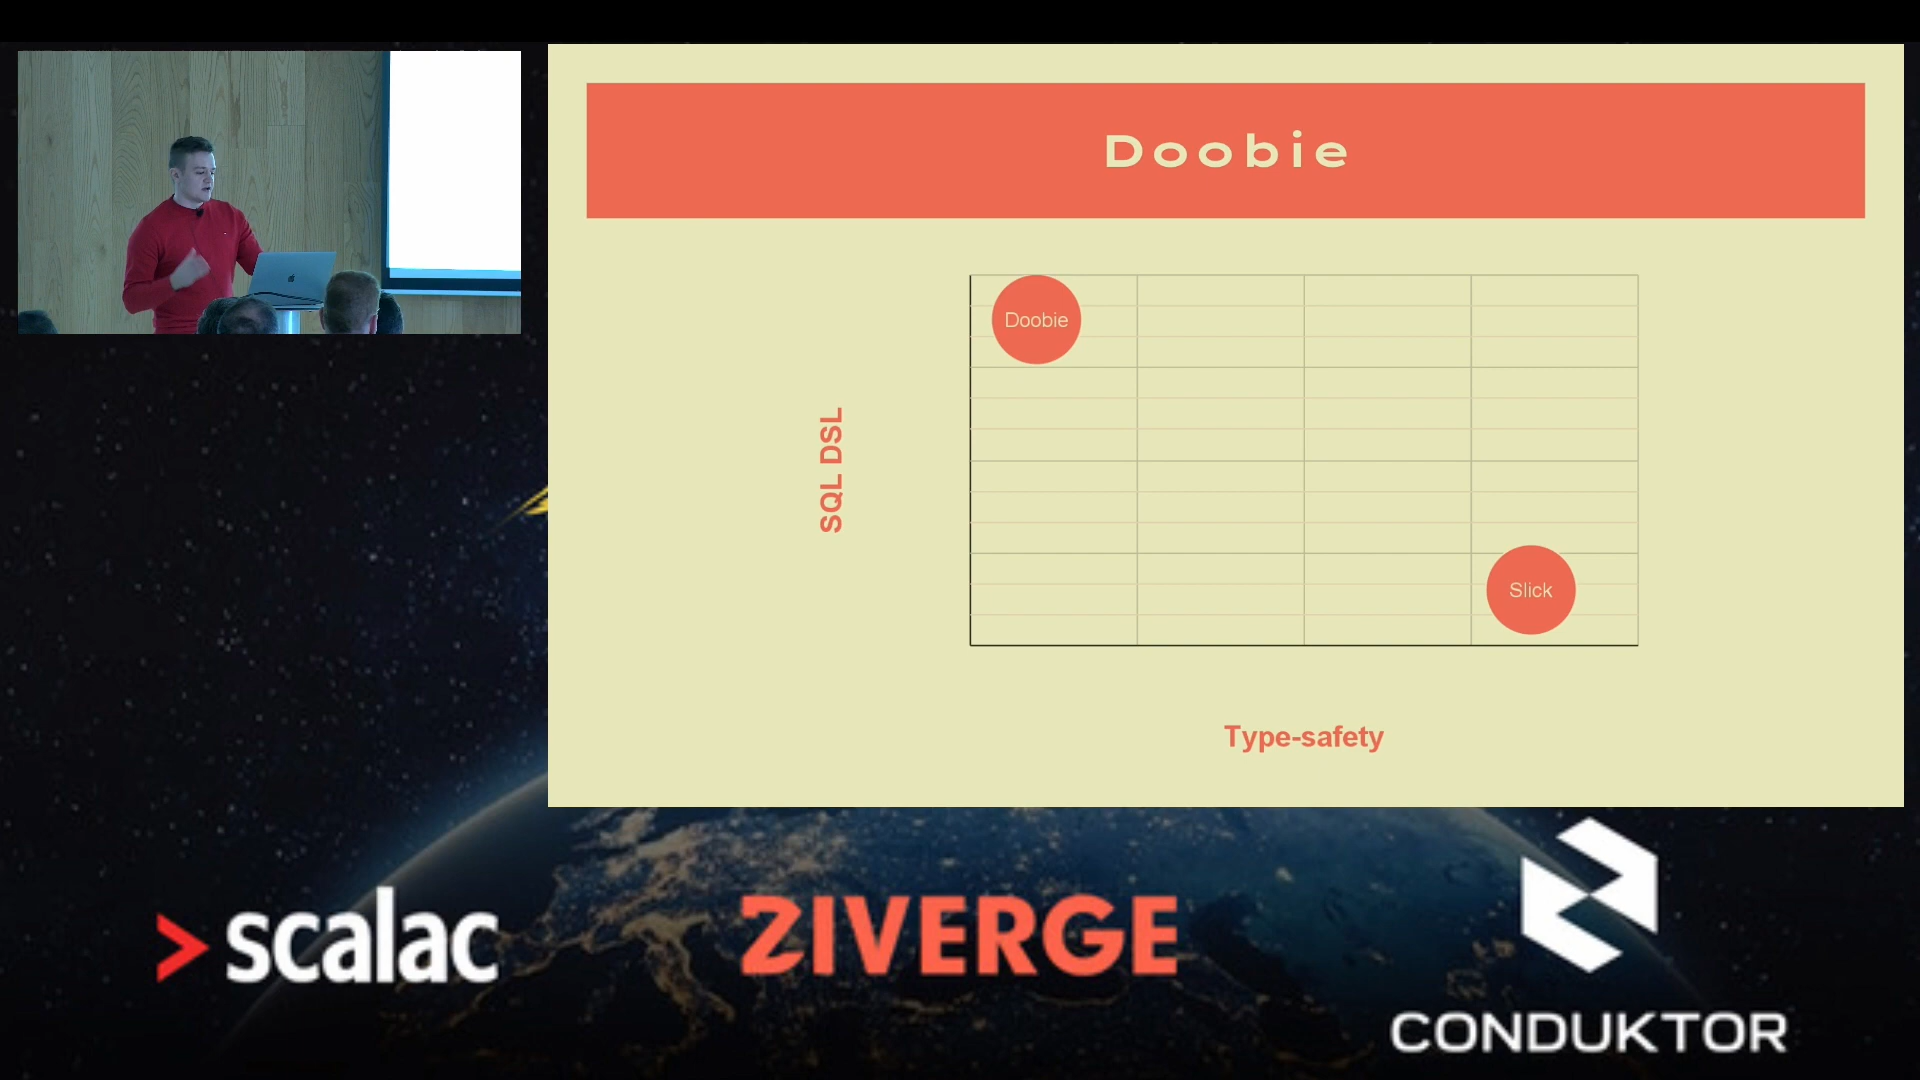 Doobie
Doobie
SQL DSL
Slick
Type-safety
scalac
ZIVERGE
CONDUKTOR